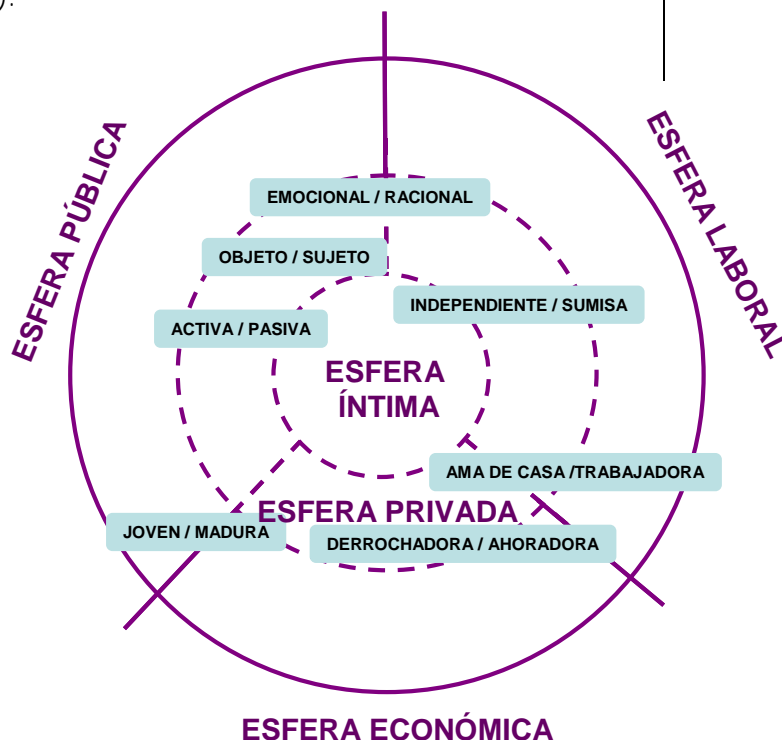 ).
ESFERA PÚBLICA
ESFERA LABORAL
EMOCIONAL / RACIONAL
OBJETO / SUJETO
INDEPENDIENTE / SUMISA
ACTIVA / PASIVA
ESFERA
ÍNTIMA
AMA DE CASA /TRABAJADORA
ESFERA PRIVADA
JOVEN / MADURA
DERROCHADORA / AHORADORA
ESFERA ECONÓMICA